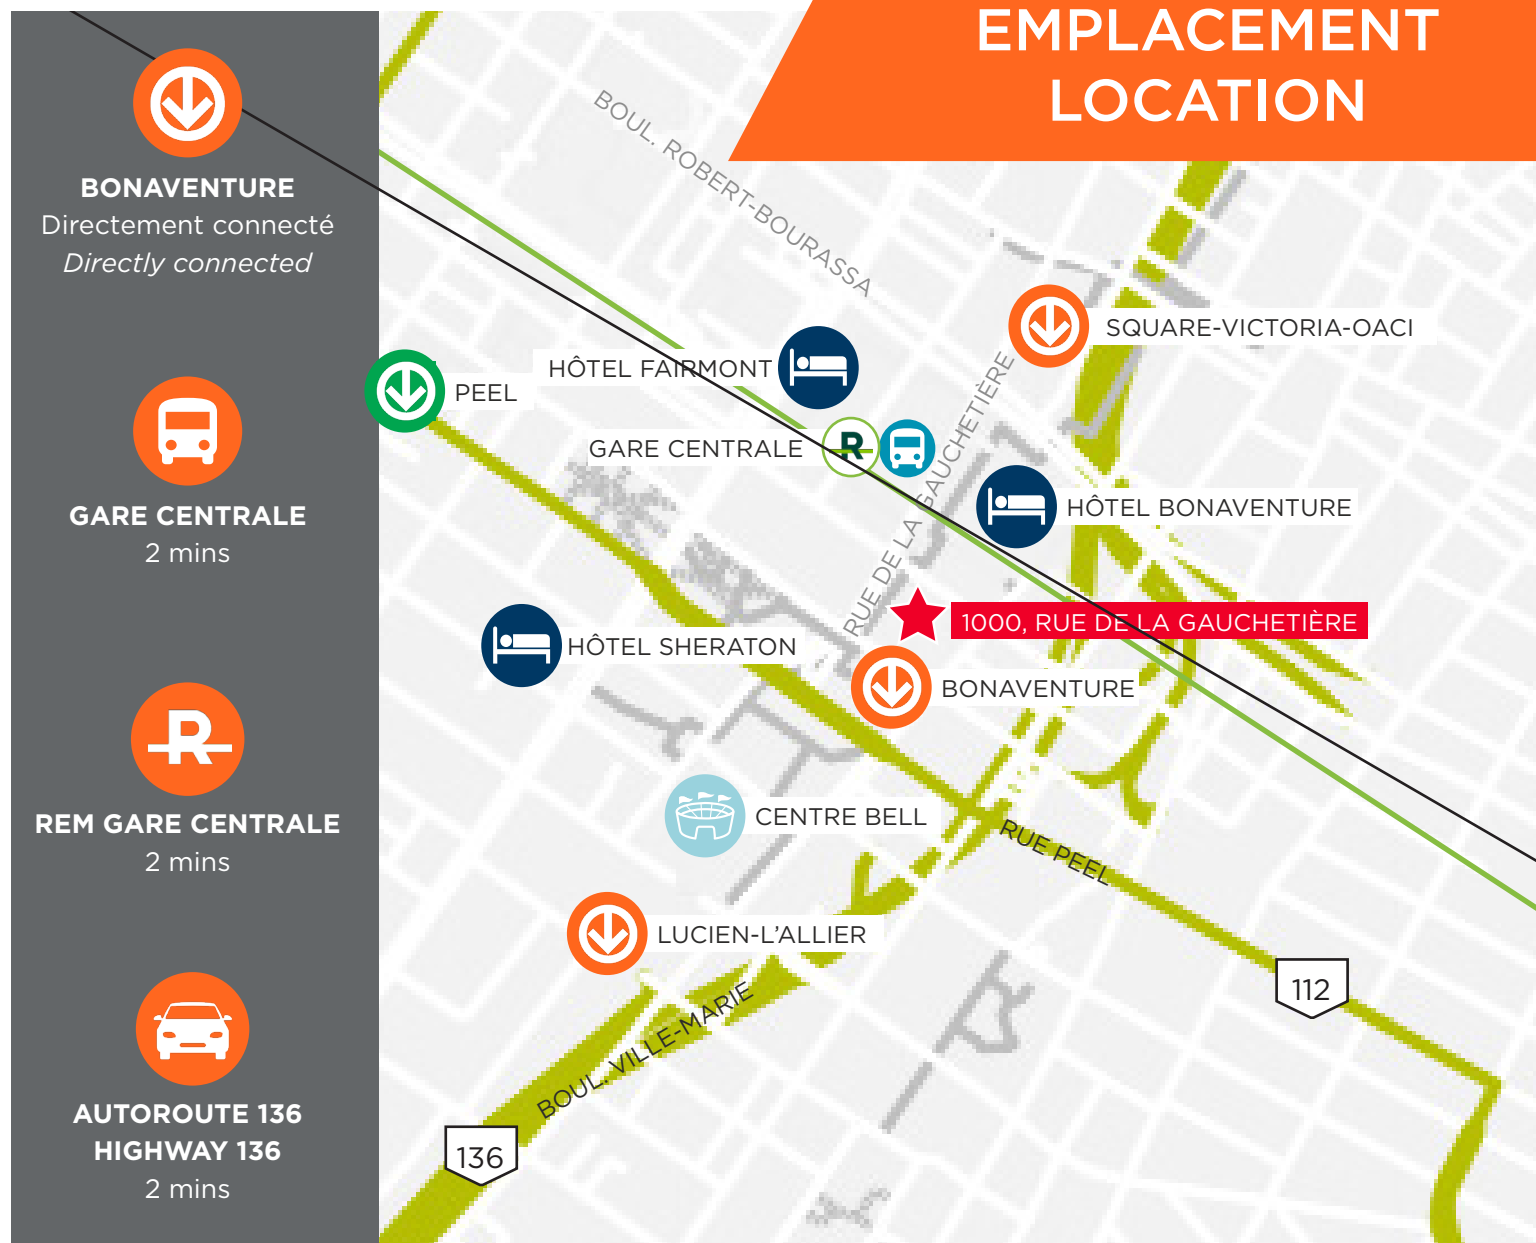 EMPLACEMENT
LOCATION
BONAVENTURE
Directement connecté
Directly connected
GARE CENTRALE
2 mins
R
REM GARE CENTRALE
2 mins
AUTOROUTE 136
HIGHWAY 136
2 mins
BOUL. ROBERT-BOURASSA
SQUARE-VICTORIA-OACI
HÔTEL FAIRMONT
PEEL
GARE CENTRALE
R
RUE DE LA GAUCHETIÈRE
HÔTEL BONAVENTURE
1000, RUE DE LA GAUCHETIÈRE
HÔTEL SHERATON
BONAVENTURE
CENTRE BELL
RUE PEEL
LUCIEN-L'ALLIER
BOUL. VILLE-MARIE
112
136